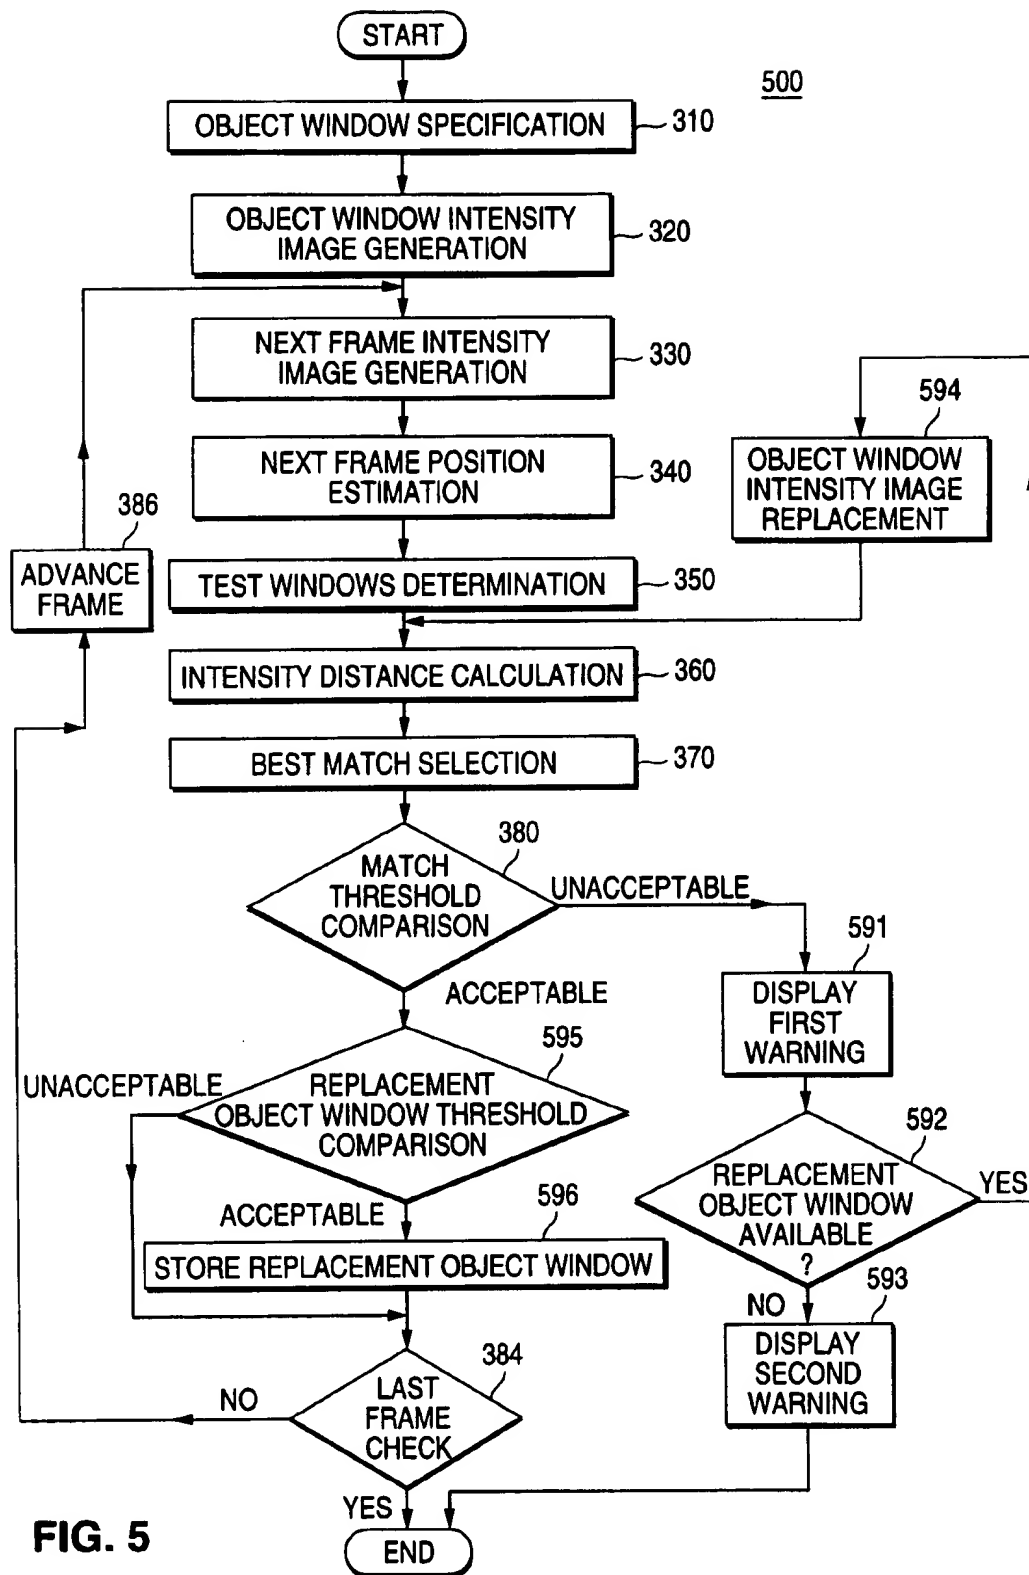 START
500
OBJECT WINDOW SPECIFICATION
310
OBJECT WINDOW INTENSITY
IMAGE GENERATION
320
NEXT FRAME INTENSITY
IMAGE GENERATION
330
594
OBJECT WINDOW
INTENSITY IMAGE
REPLACEMENT
NEXT FRAME POSITION
ESTIMATION
340
386
ADVANCE
FRAME
TEST WINDOWS DETERMINATION
350
INTENSITY DISTANCE CALCULATION
360
BEST MATCH SELECTION
370
380
MATCH
THRESHOLD
COMPARISON
UNACCEPTABLE
591
DISPLAY
FIRST
WARNING
ACCEPTABLE
595
UNACCEPTABLE
REPLACEMENT
OBJECT WINDOW THRESHOLD
COMPARISON
592
REPLACEMENT
OBJECT WINDOW
AVAILABLE
?
YES
ACCEPTABLE
596
STORE REPLACEMENT OBJECT WINDOW
NO
593
DISPLAY
SECOND
WARNING
384
LAST
FRAME
CHECK
NO
YES
END
FIG. 5